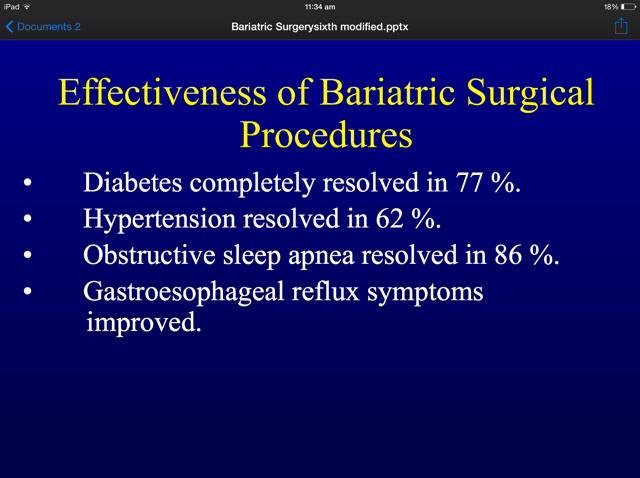 iPad
11:34 am
18%
Documents 2
Bariatric Surgerysixth modified.pptx
Effectiveness of Bariatric Surgical
Procedures
• Diabetes completely resolved in 77 %.
• Hypertension resolved in 62 %.
• Obstructive sleep apnea resolved in 86 %.
• Gastroesophageal reflux symptoms
improved.